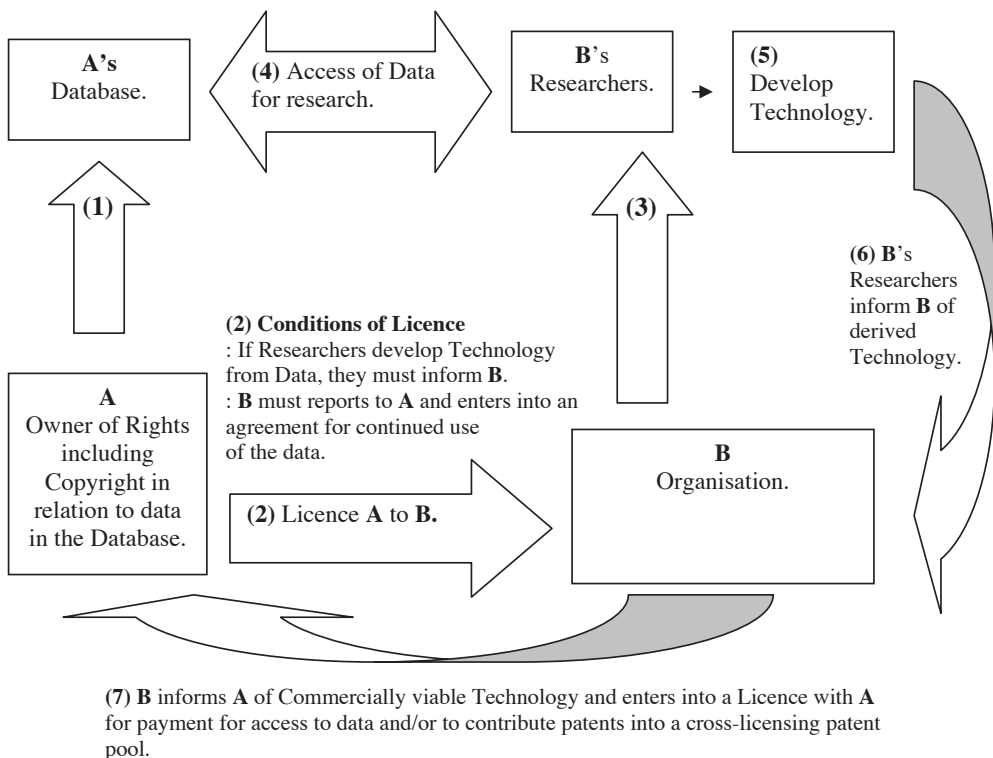 A's
Database.
(4) Access of Data
for research.
B's
Researchers.
(5)
Develop
Technology.
(1)
(3)
(6) B's
Researchers
inform B of
derived
Technology.
(2) Conditions of Licence
: If Researchers develop Technology
from Data, they must inform B.
: B must reports to A and enters into an
agreement for continued use
of the data.
A
Owner of Rights
including
Copyright in
relation to data
in the Database.
(2) Licence A to B.
B
Organisation.
(7) B informs A of Commercially viable Technology and enters into a Licence with A
for payment for access to data and/or to contribute patents into a cross-licensing patent
pool.